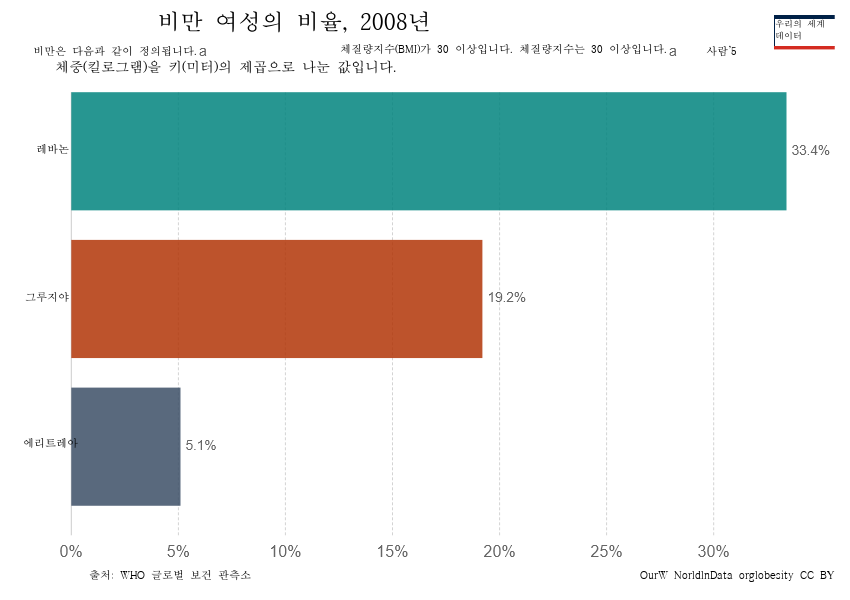 비만 여성의 비율, 2008년
우리의 세계
데이터
비만은 다음과 같이 정의됩니다. a 체질량지수(BMI)가 30 이상입니다. 체질량지수는 30 이상입니다. a 사람's
체중(킬로그램)을 키(미터)의 제곱으로 나눈 값입니다.
레바논 33.4%
그루지야 19.2%
에리트레아 5.1%
0% 5% 10% 15% 20% 25% 30%
출처: WHO 글로벌 보건 관측소 OurW NorldInData orglobesity CC BY